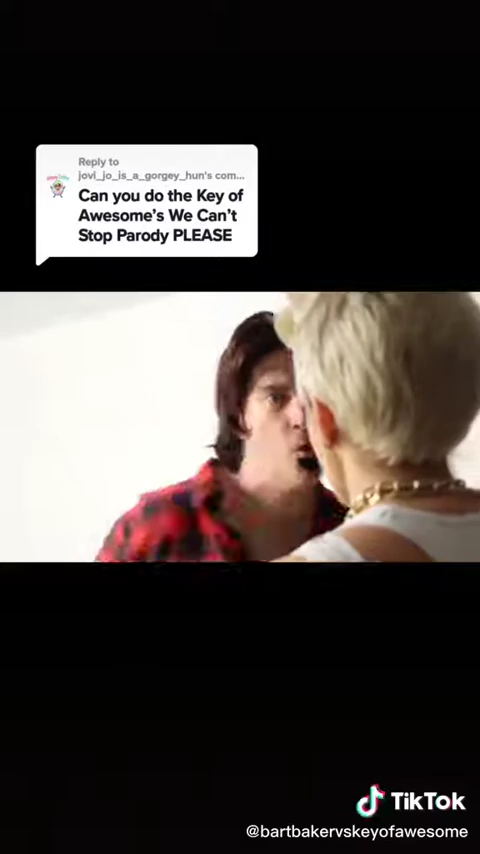 Reply to
jovi_jo_is_a_gorgey_hun's com...
Can you do the Key of
Awesome's We Can't
Stop Parody PLEASE
TikTok
@bartbakervskeyofawesome